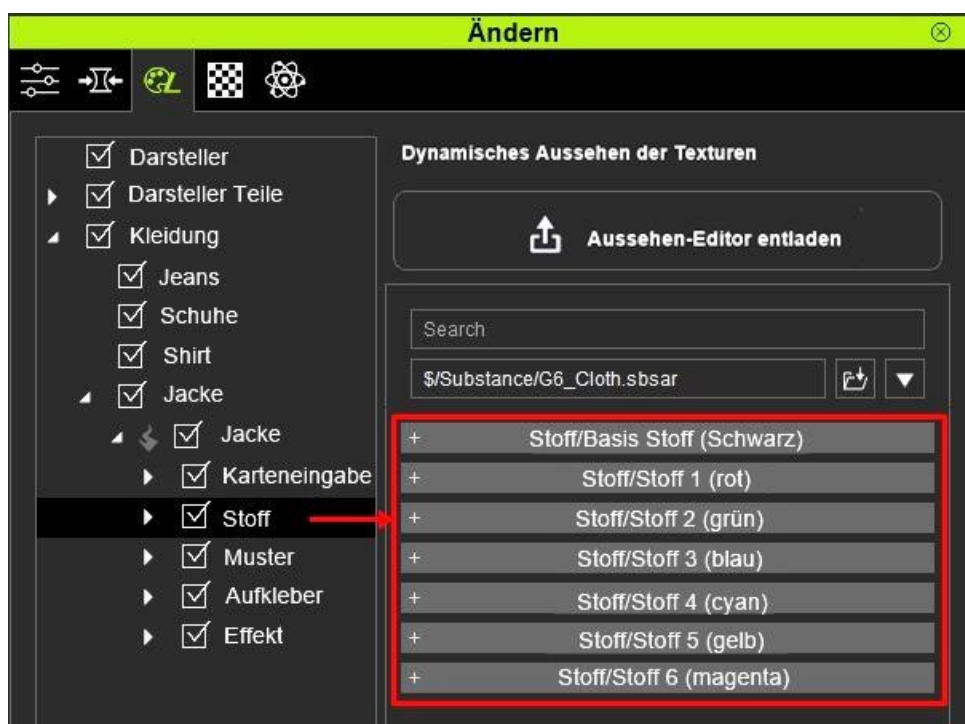 Ändern
Darsteller
Darsteller Teile
Kleidung
Jeans
Schuhe
Shirt
Jacke
Jacke
Karteneingabe
Stoff
Muster
Aufkleber
Effekt
Dynamisches Aussehen der Texturen
Aussehen-Editor entladen
Search
$/Substance/G6_Cloth.sbsar
+ Stoff/Basis Stoff (Schwarz)
+ Stoff/Stoff 1 (rot)
+ Stoff/Stoff 2 (grün)
+ Stoff/Stoff 3 (blau)
+ Stoff/Stoff 4 (cyan)
+ Stoff/Stoff 5 (gelb)
+ Stoff/Stoff 6 (magenta)